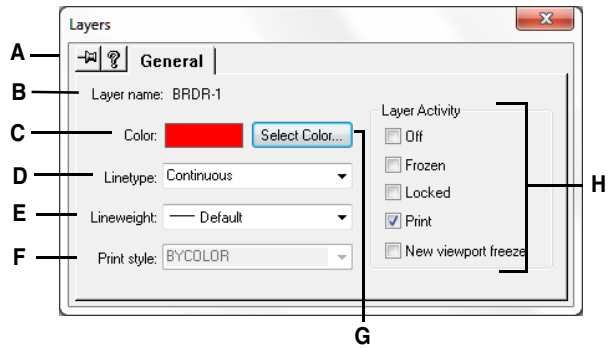 Layers
A
? General
B Layer name: BRDR-1
C Color: Select Color...
D Linetype: Continuous
E Lineweight: Default
F Print style: BYCOLOR
Layer Activity
Off
Frozen
Locked
Print
New viewport freeze
G
H